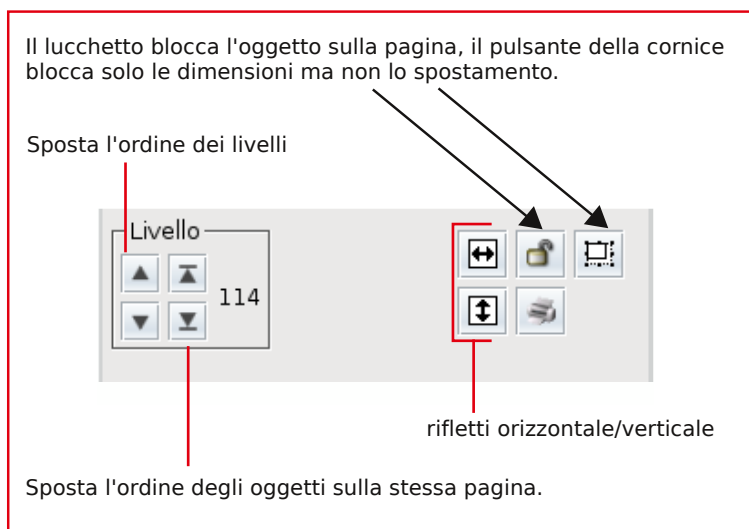 Il lucchetto blocca l'oggetto sulla pagina, il pulsante della cornice
blocca solo le dimensioni ma non lo spostamento.
Sposta l'ordine dei livelli
Livello
114
rifletti orizzontale/verticale
Sposta l'ordine degli oggetti sulla stessa pagina.